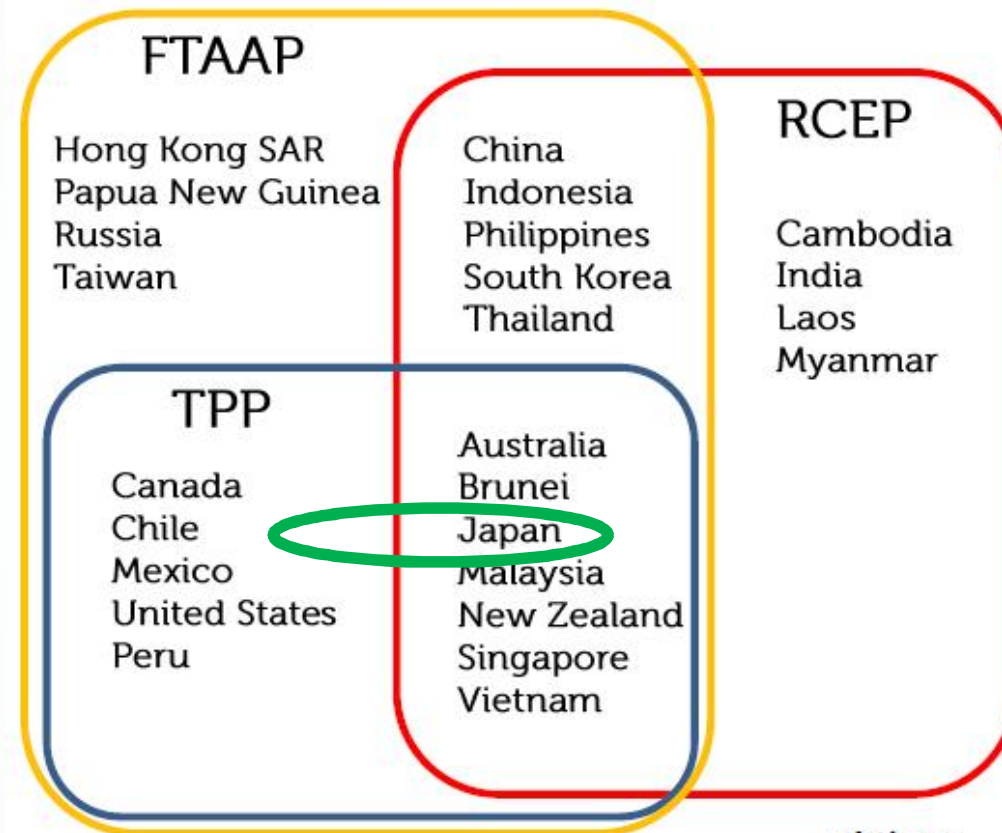 FTAAP
Hong Kong SAR
Papua New Guinea
Russia
Taiwan
China
Indonesia
Philippines
South Korea
Thailand
RCEP
Cambodia
India
Laos
Myanmar
TPP
Canada
Chile
Mexico
United States
Peru
Australia
Brunei
Japan
Malaysia
New Zealand
Singapore
Vietnam